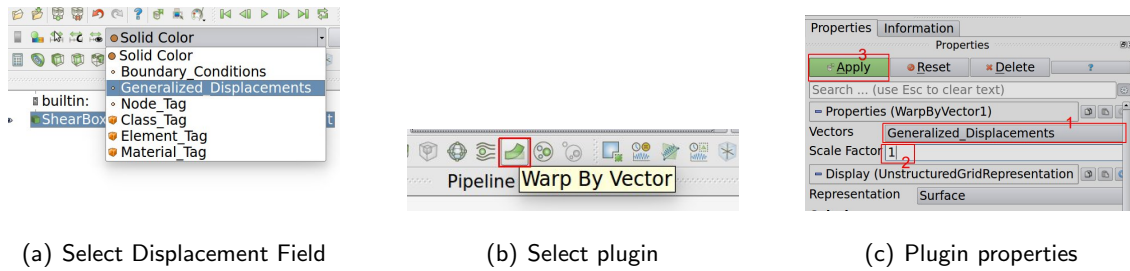 Solid Color
Solid Color
Boundary_Conditions
Generalized_Displacements
Node_Tag
Class_Tag
Element_Tag
Material_Tag
builtin:
ShearBox
t
Pipeline
Warp By Vector
Properties Information
Properties
3
Apply Reset Delete ?
Search ... (use Esc to clear text)
Properties (WarpByVector1)
1
Vectors Generalized_Displacements
Scale Factor 1
2
Display (UnstructuredGridRepresentation
Representation Surface
(a) Select Displacement Field
(b) Select plugin
(c) Plugin properties